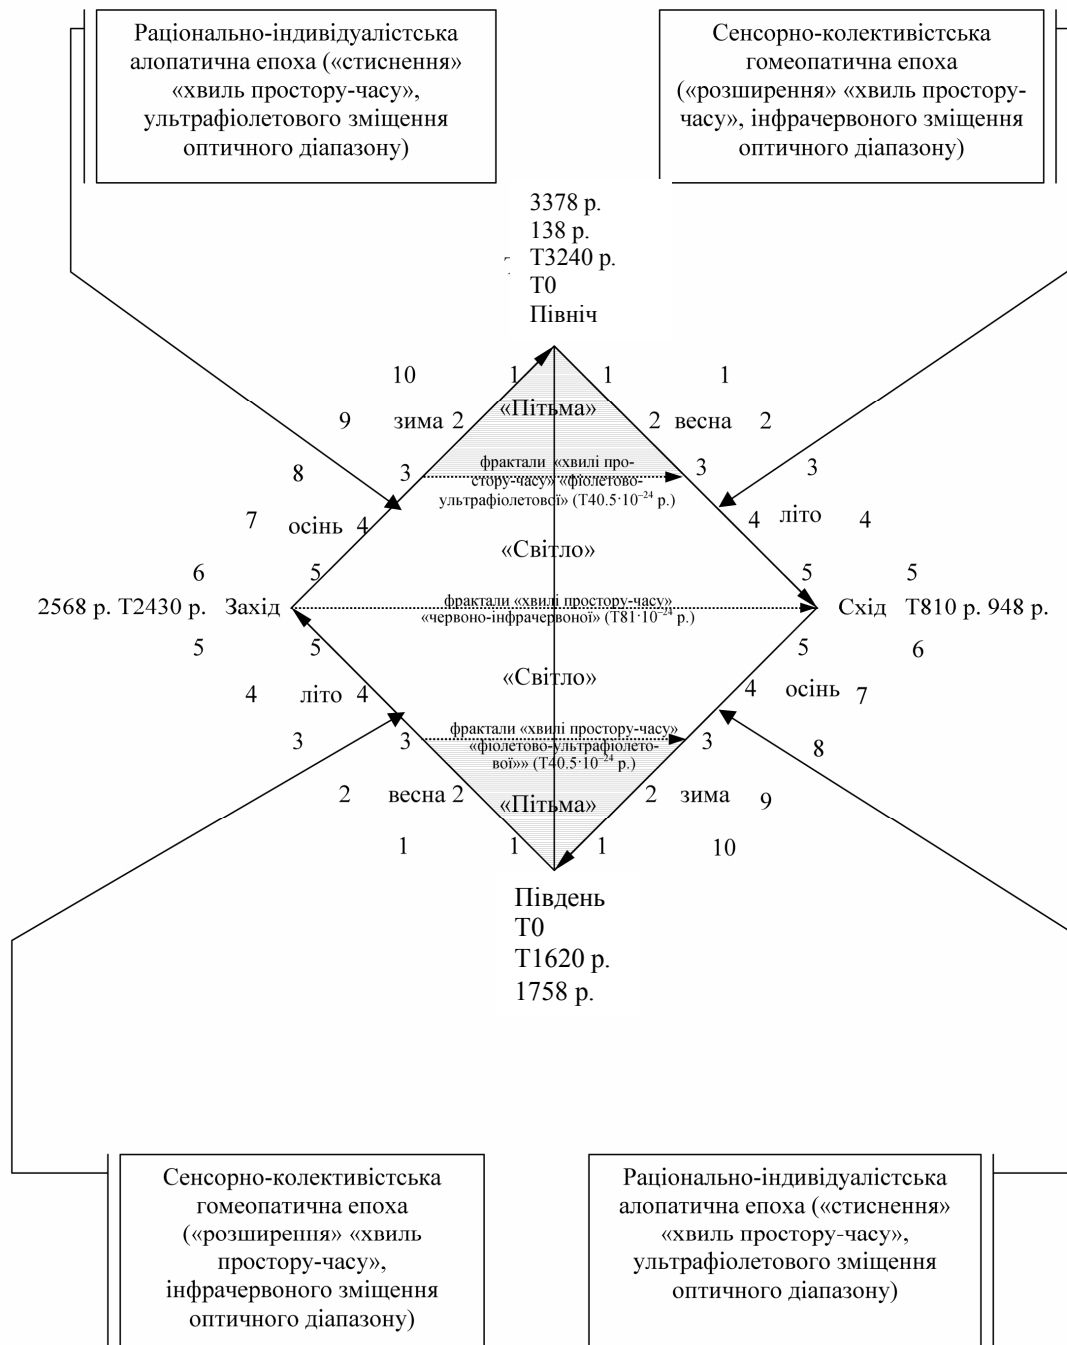 Раціонально-індивідуалістська
алопатична епоха («стиснення»
«хвиль простору-часу»,
ультрафіолетового зміщення
оптичного діапазону)
Сенсорно-колективістська
гомеопатична епоха
(«розширення» «хвиль простору-
часу», інфрачервоного зміщення
оптичного діапазону)
3378 р.
138 р.
Т3240 р.
Т0
Північ
10 1 1 1
«Пітьма»
9 зима 2 2 весна 2
фрактали «хвилі про-
стору-часу» «фіолетово-
ультрафіолетової» (Т40.5·10⁻²⁴ р.)
8 3 3 3
7 осінь 4 4 літо 4
«Світло»
6 5 5 5
2568 р. Т2430 р. Захід
фрактали «хвилі простору-часу»
«червоно-інфрачервоної» (Т81·10⁻²⁴ р.)
Схід Т810 р. 948 р.
5 5 5 6
«Світло»
4 літо 4 4 осінь 7
фрактали «хвилі простору-часу»
«фіолетово-ультрафіолето-
вої»» (Т40.5·10⁻²⁴ р.)
3 3 3 8
2 весна 2 2 зима 9
«Пітьма»
1 1 1 10
Південь
Т0
Т1620 р.
1758 р.
Сенсорно-колективістська
гомеопатична епоха
(«розширення» «хвиль
простору-часу»,
інфрачервоного зміщення
оптичного діапазону)
Раціонально-індивідуалістська
алопатична епоха («стиснення»
«хвиль простору-часу»,
ультрафіолетового зміщення
оптичного діапазону)